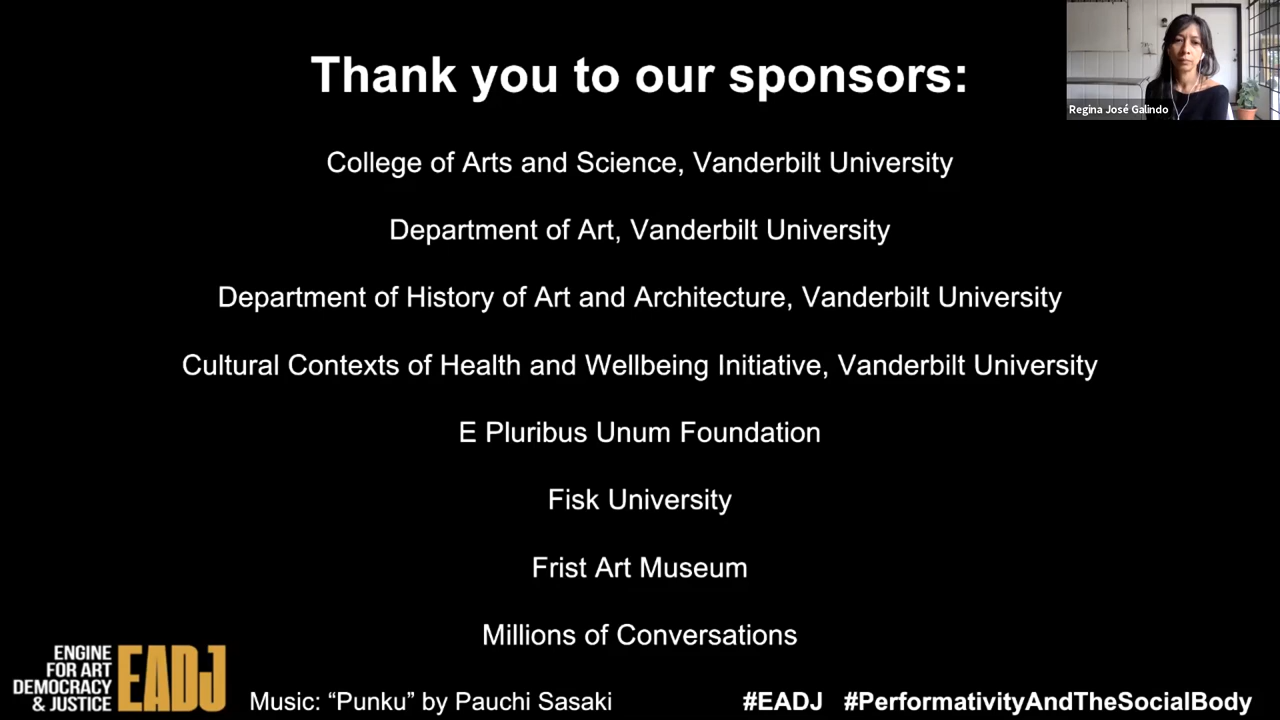 Thank you to our sponsors:
Regina José Galindo
College of Arts and Science, Vanderbilt University
Department of Art, Vanderbilt University
Department of History of Art and Architecture, Vanderbilt University
Cultural Contexts of Health and Wellbeing Initiative, Vanderbilt University
E Pluribus Unum Foundation
Fisk University
Frist Art Museum
Millions of Conversations
ENGINE
FOR ART
DEMOCRACY
& JUSTICE
EADJ
Music: “Punku” by Pauchi Sasaki
#EADJ #PerformativityAndTheSocialBody